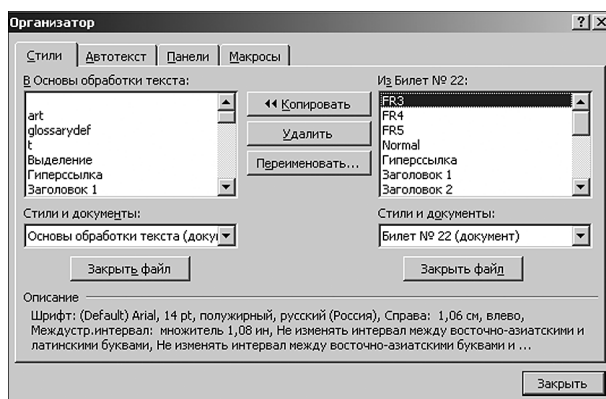 Организатор
Стили Автотекст Панели Макросы
В Основы обработки текста:
art
glossarydef
t
Выделение
Гиперссылка
Заголовок 1
Копировать
Удалить
Переименовать...
Из Билет № 22:
FR3
FR4
FR5
Normal
Гиперссылка
Заголовок 1
Заголовок 2
Стили и документы:
Основы обработки текста (доку
Закрыть файл
Стили и документы:
Билет № 22 (документ)
Закрыть файл
Описание
Шрифт: (Default) Arial, 14 pt, полужирный, русский (Россия), Справа: 1,06 см, влево,
Междустр.интервал: множитель 1,08 ин, Не изменять интервал между восточно-азиатскими и
латинскими буквами, Не изменять интервал между восточно-азиатскими буквами и ...
Закрыть